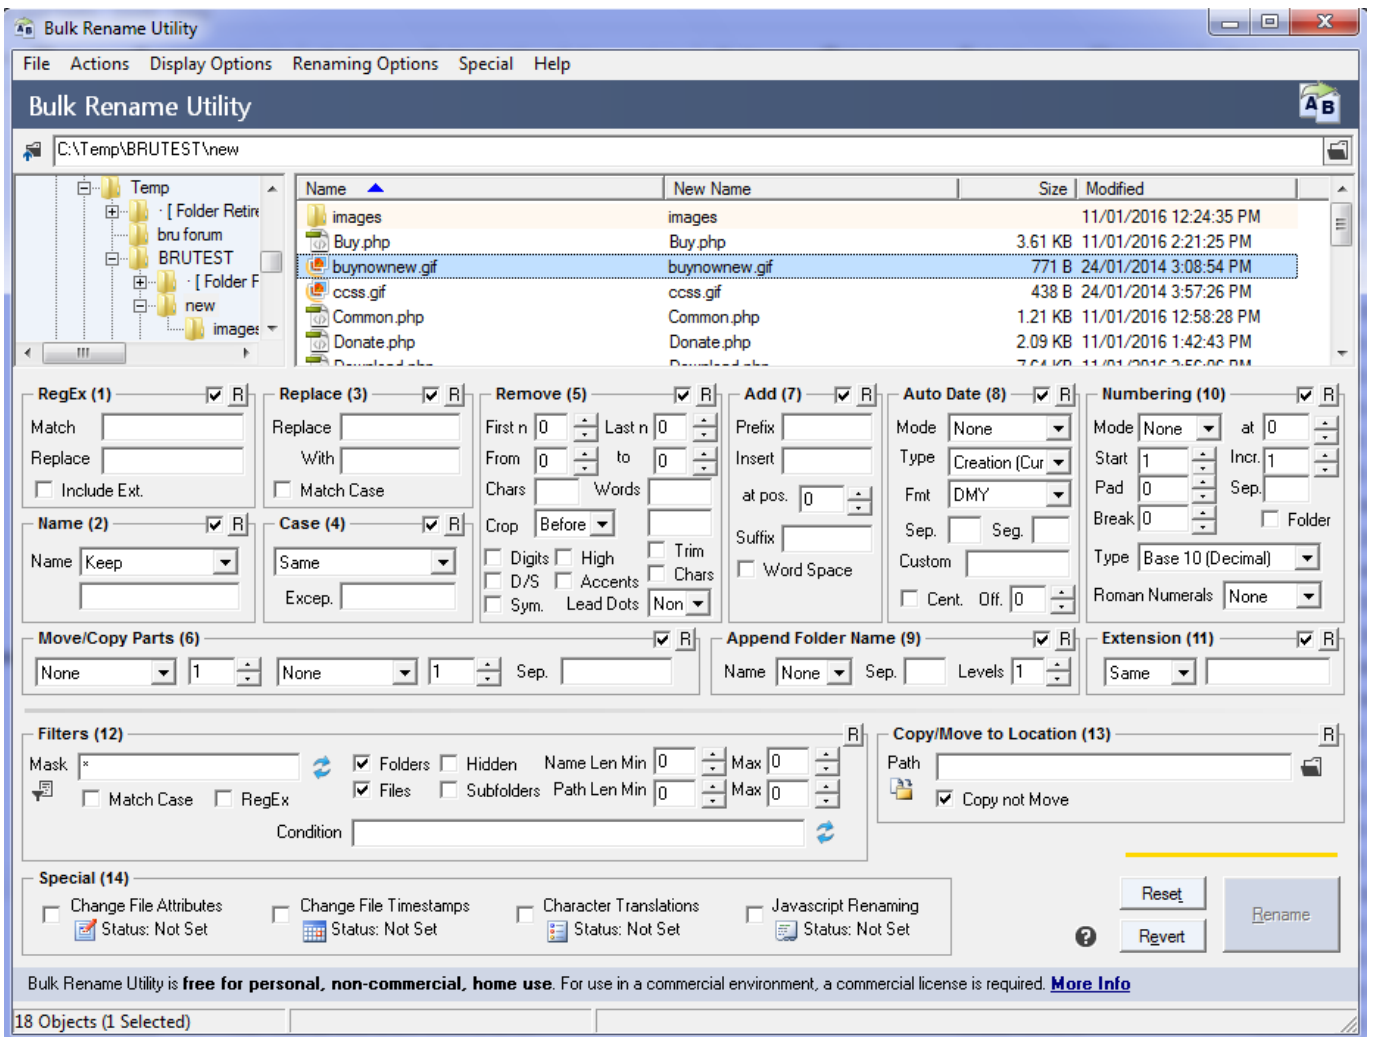 Bulk Rename Utility
File Actions Display Options Renaming Options Special Help
Bulk Rename Utility
C:\Temp\BRUTEST\new
Temp
· [ Folder Retire
bru forum
BRUTEST
· [ Folder F
new
images
Name New Name Size Modified
images images 11/01/2016 12:24:35 PM
Buy.php Buy.php 3.61 KB 11/01/2016 2:21:25 PM
buynownew.gif buynownew.gif 771 B 24/01/2014 3:08:54 PM
ccss.gif ccss.gif 438 B 24/01/2014 3:57:26 PM
Common.php Common.php 1.21 KB 11/01/2016 12:58:28 PM
Donate.php Donate.php 2.09 KB 11/01/2016 1:42:43 PM
RegEx (1) R
Match
Replace
Include Ext.
Name (2) R
Name Keep
Replace (3) R
Replace
With
Match Case
Case (4) R
Same
Excep.
Remove (5) R
First n 0 Last n 0
From 0 to 0
Chars Words
Crop Before
Digits High Trim
D/S Accents Chars
Sym. Lead Dots Non
Add (7) R
Prefix
Insert
at pos. 0
Suffix
Word Space
Auto Date (8) R
Mode None
Type Creation (Cur
Fmt DMY
Sep. Seg.
Custom
Cent. Off. 0
Numbering (10) R
Mode None at 0
Start 1 Incr. 1
Pad 0 Sep.
Break 0 Folder
Type Base 10 (Decimal)
Roman Numerals None
Move/Copy Parts (6) R
None 1 None 1 Sep.
Append Folder Name (9) R
Name None Sep. Levels 1
Extension (11) R
Same
Filters (12) R
Mask * Folders Hidden Name Len Min 0 Max 0
Match Case RegEx Files Subfolders Path Len Min 0 Max 0
Condition
Copy/Move to Location (13) R
Path
Copy not Move
Special (14)
Change File Attributes Change File Timestamps Character Translations Javascript Renaming
Status: Not Set Status: Not Set Status: Not Set Status: Not Set
Reset
Revert
Rename
Bulk Rename Utility is free for personal, non-commercial, home use. For use in a commercial environment, a commercial license is required. More Info
18 Objects (1 Selected)